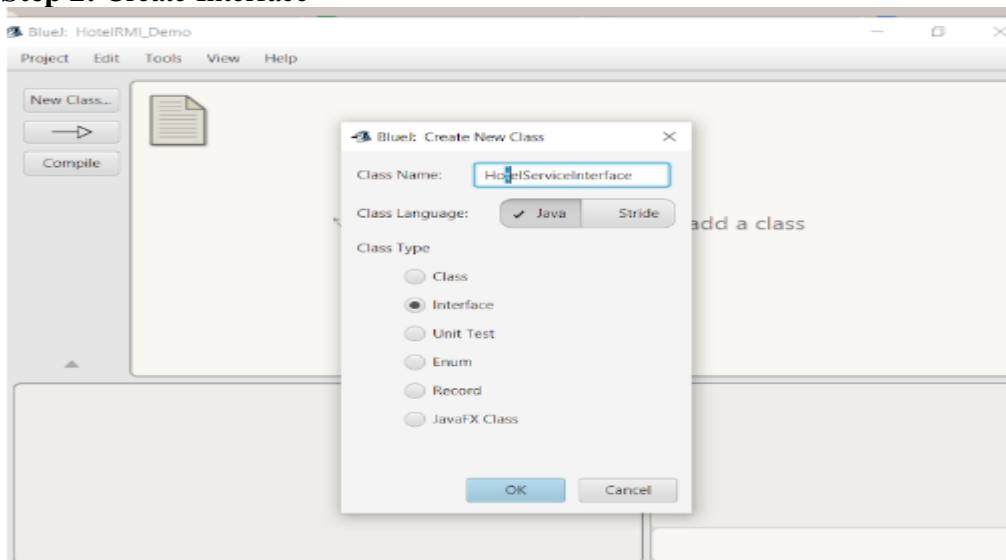 Step 2: Create Interface
BlueJ: HotelRMI_Demo
Project Edit Tools View Help
New Class...
Compile
BlueJ: Create New Class
Class Name: HotelServiceInterface
Class Language: Java Stride
add a class
Class Type
Class
Interface
Unit Test
Enum
Record
JavaFX Class
OK Cancel